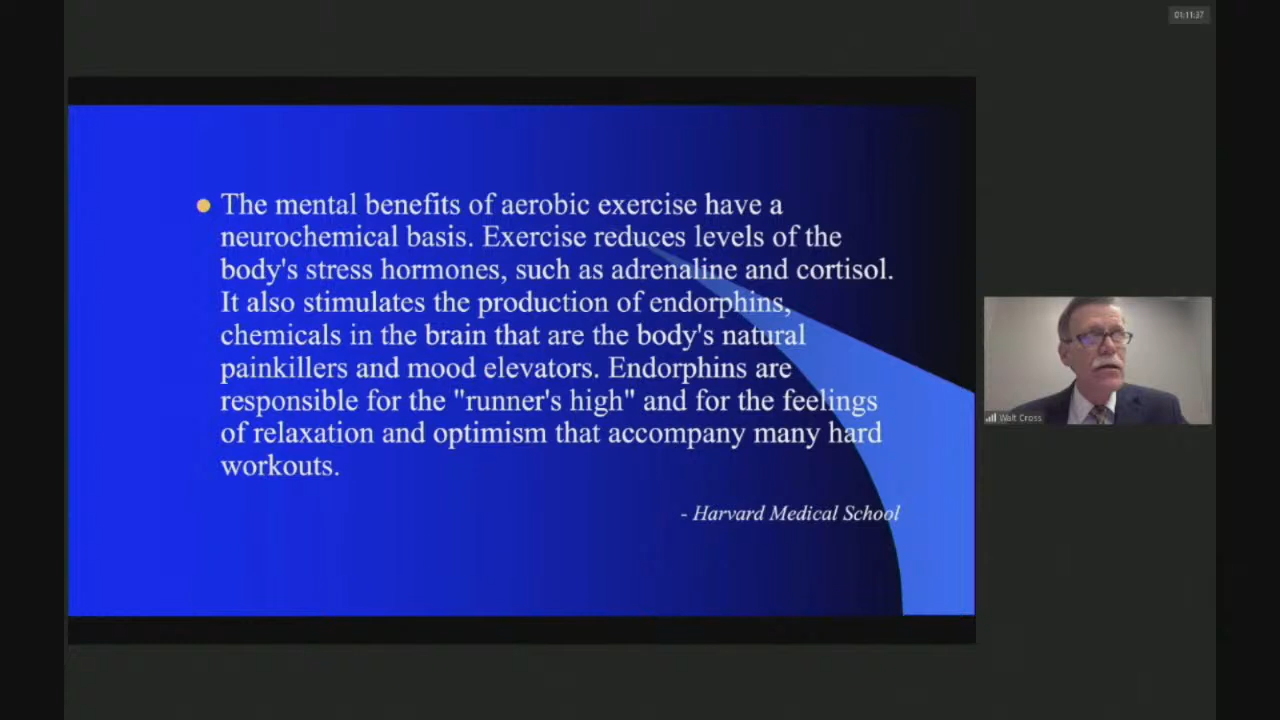 01:11:37
The mental benefits of aerobic exercise have a
neurochemical basis. Exercise reduces levels of the
body's stress hormones, such as adrenaline and cortisol.
It also stimulates the production of endorphins,
chemicals in the brain that are the body's natural
painkillers and mood elevators. Endorphins are
responsible for the "runner's high" and for the feelings
of relaxation and optimism that accompany many hard
workouts.
- Harvard Medical School
Walt Cross